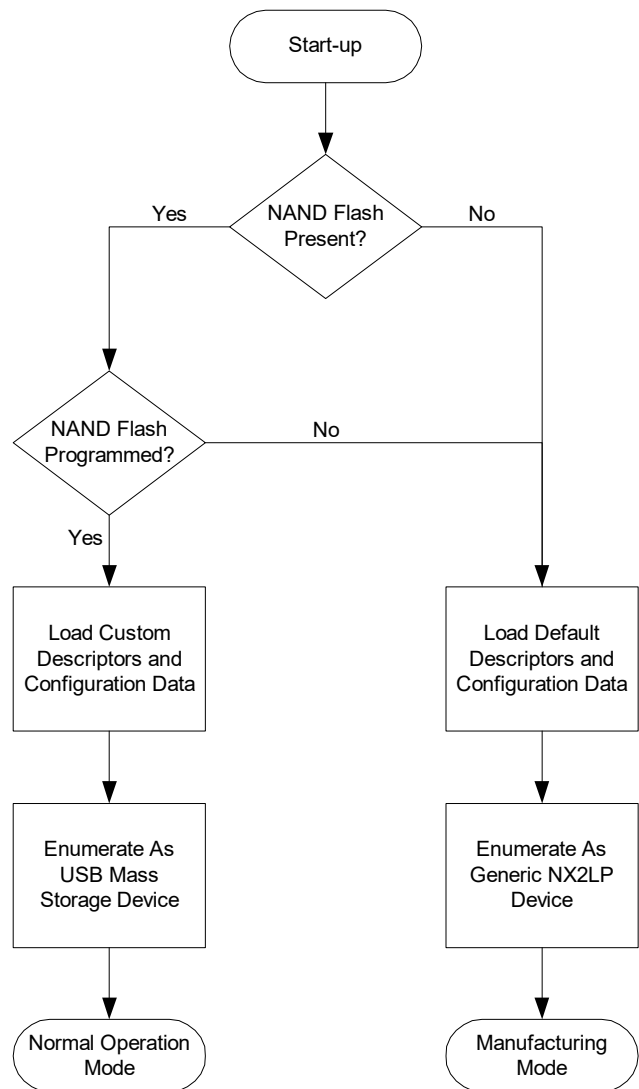 Start-up
NAND Flash
Present?
Yes
No
NAND Flash
Programmed?
No
Yes
Load Custom
Descriptors and
Configuration Data
Load Default
Descriptors and
Configuration Data
Enumerate As
USB Mass
Storage Device
Enumerate As
Generic NX2LP
Device
Normal Operation
Mode
Manufacturing
Mode